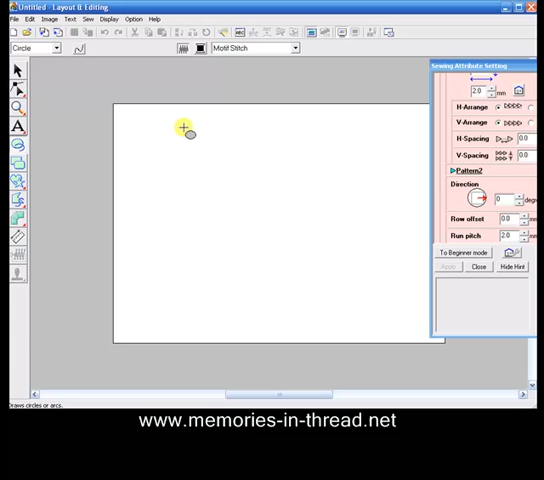 Untitled - Layout & Editing
File Edit Image Text Sew Display Option Help
Circle Motif Stitch
Sewing Attribute Setting
2.0 mm
H-Arrange
V-Arrange
H-Spacing 0.0
V-Spacing 0.0
Pattern2
Direction
0 degre
Row offset 0.0 m
Run pitch 2.0 m
To Beginner mode
Apply Close Hide Hint
Draws circles or arcs.
www.memories-in-thread.net